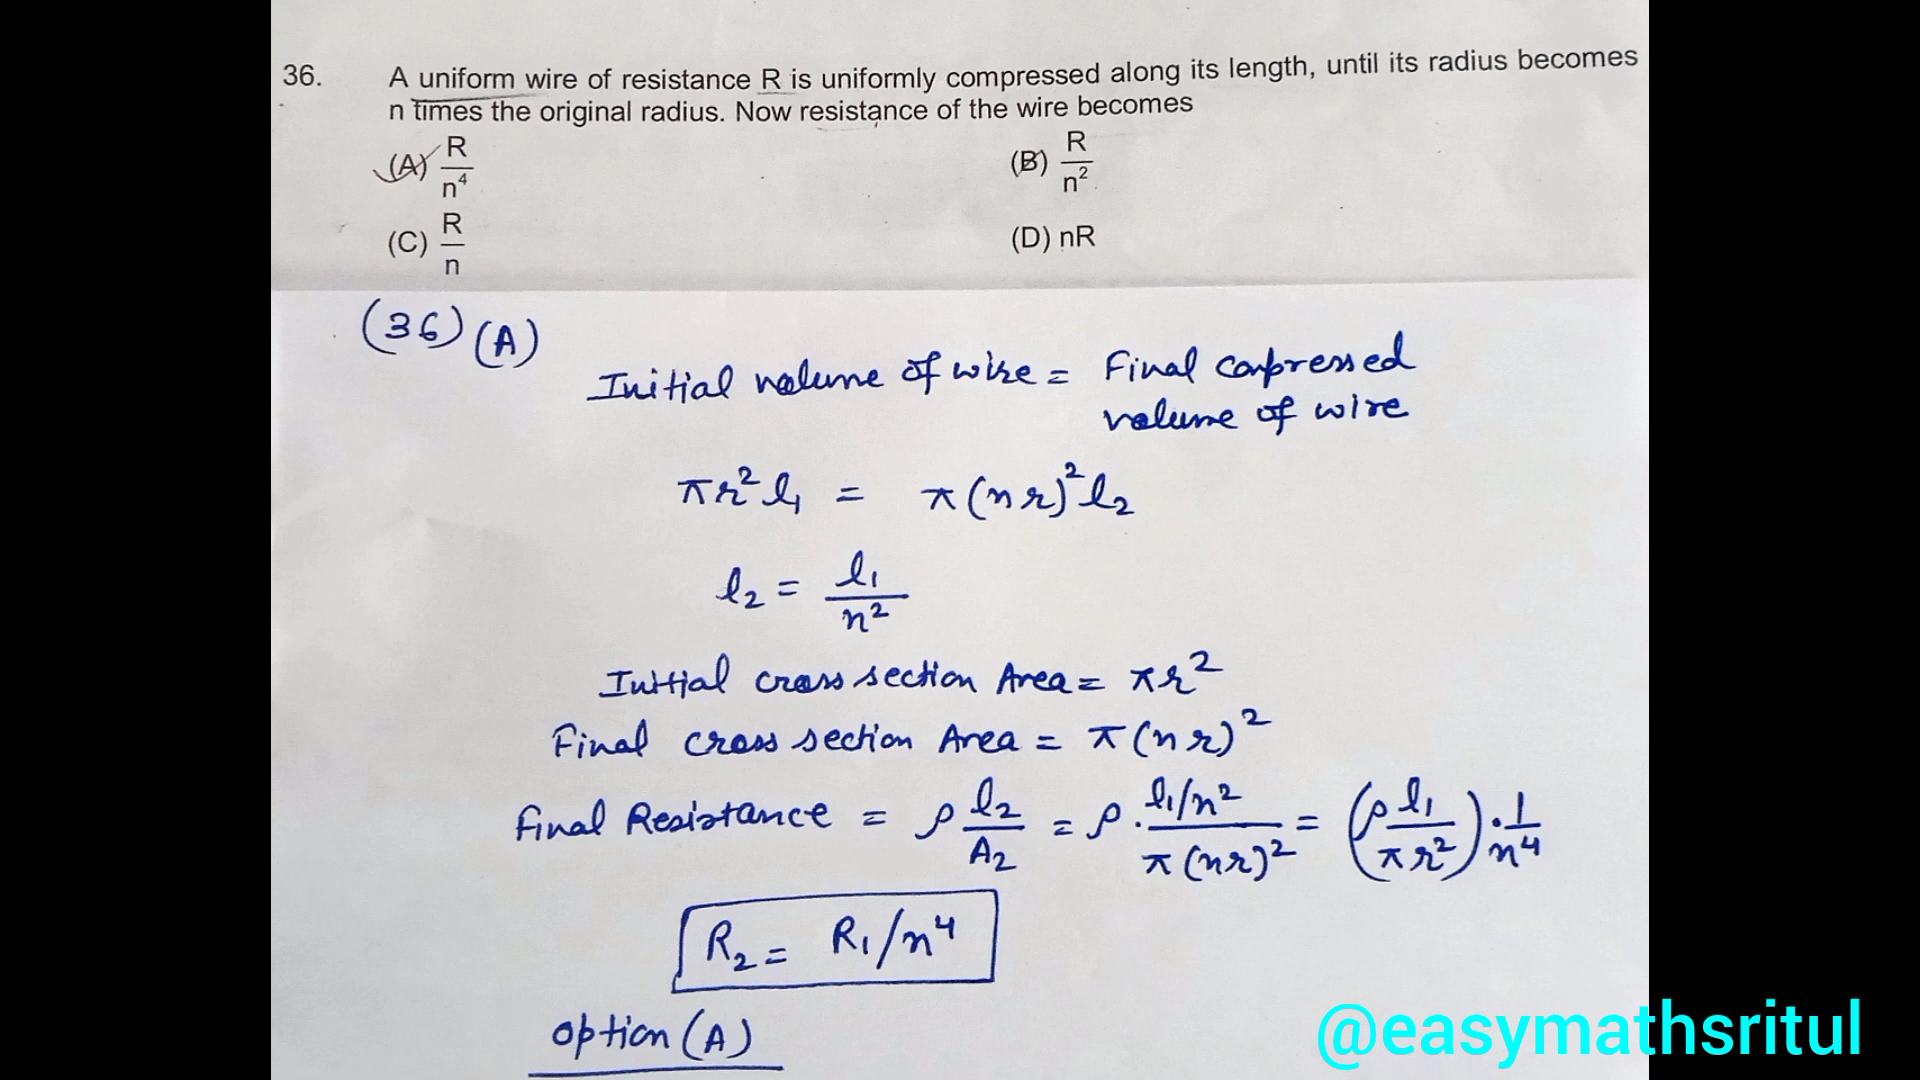 36. A uniform wire of resistance R is uniformly compressed along its length, until its radius becomes
n times the original radius. Now resistance of the wire becomes
(A) R/n⁴ (B) R/n²
(C) R/n (D) nR
(36) (A)
Initial volume of wire = Final compressed
volume of wire
πr²l₁ = π(nr)²l₂
l₂ = l₁/n²
Initial cross section Area = πr²
Final cross section Area = π(nr)²
Final Resistance = ρ l₂/A₂ = ρ · (l₁/n²)/(π(nr)²) = (ρ l₁/(πr²)) · 1/n⁴
R₂ = R₁/n⁴
option (A)
@easymathsritul